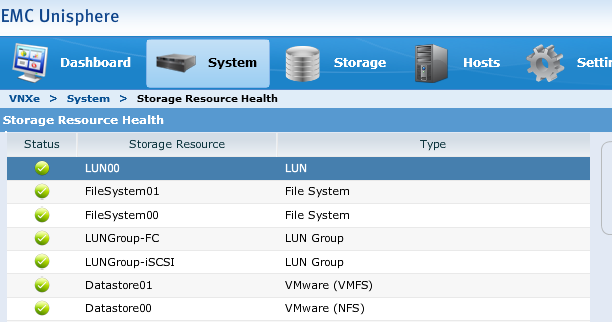 EMC Unisphere
Dashboard System Storage Hosts Settin
VNXe > System > Storage Resource Health
Storage Resource Health
Status Storage Resource Type
LUN00 LUN
FileSystem01 File System
FileSystem00 File System
LUNGroup-FC LUN Group
LUNGroup-iSCSI LUN Group
Datastore01 VMware (VMFS)
Datastore00 VMware (NFS)